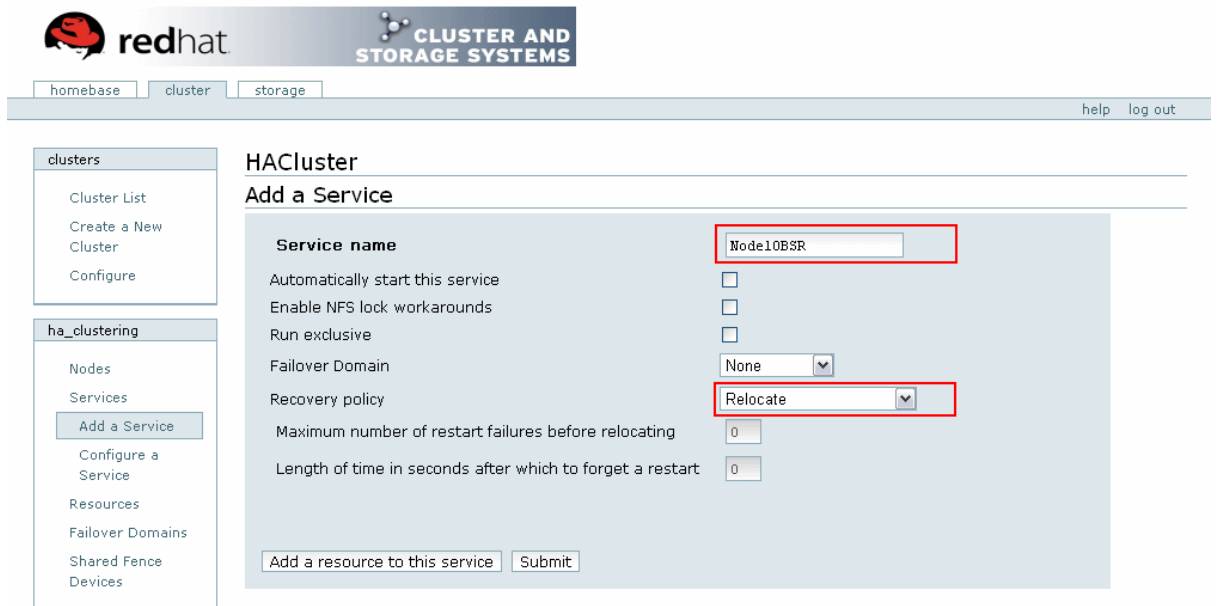 redhat.
CLUSTER AND
STORAGE SYSTEMS
homebase
cluster
storage
help
log out
clusters
Cluster List
Create a New
Cluster
Configure
ha_clustering
Nodes
Services
Add a Service
Configure a
Service
Resources
Failover Domains
Shared Fence
Devices
HACluster
Add a Service
Service name
Node1OBSR
Automatically start this service
Enable NFS lock workarounds
Run exclusive
Failover Domain
None
Recovery policy
Relocate
Maximum number of restart failures before relocating
0
Length of time in seconds after which to forget a restart
0
Add a resource to this service
Submit